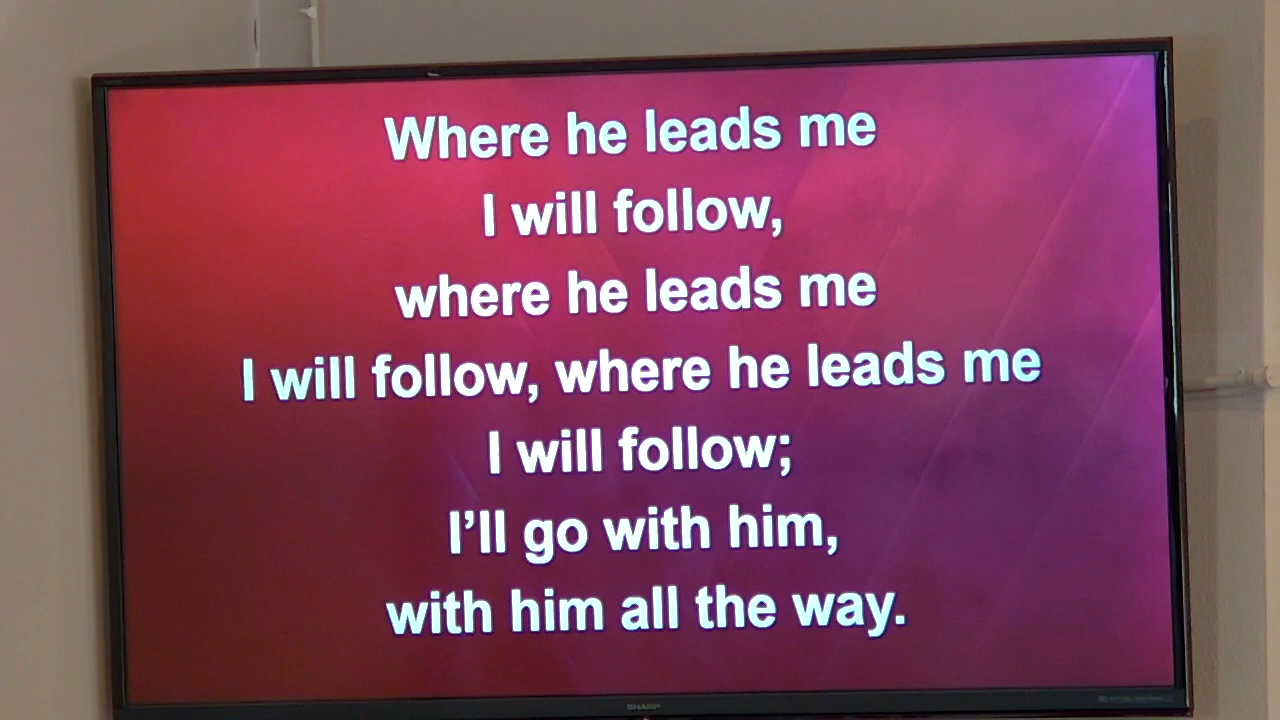 Where he leads me
I will follow,
where he leads me
I will follow, where he leads me
I will follow;
I’ll go with him,
with him all the way.
SHARP